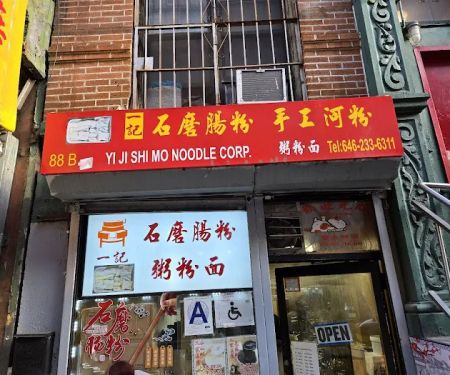 一记 石磨腸粉 手工河粉
88 B YI JI SHI MO NOODLE CORP. 粥粉面 Tel:646-233-6311
石磨腸粉
一記
粥粉面
石磨
腸粉
A
OPEN